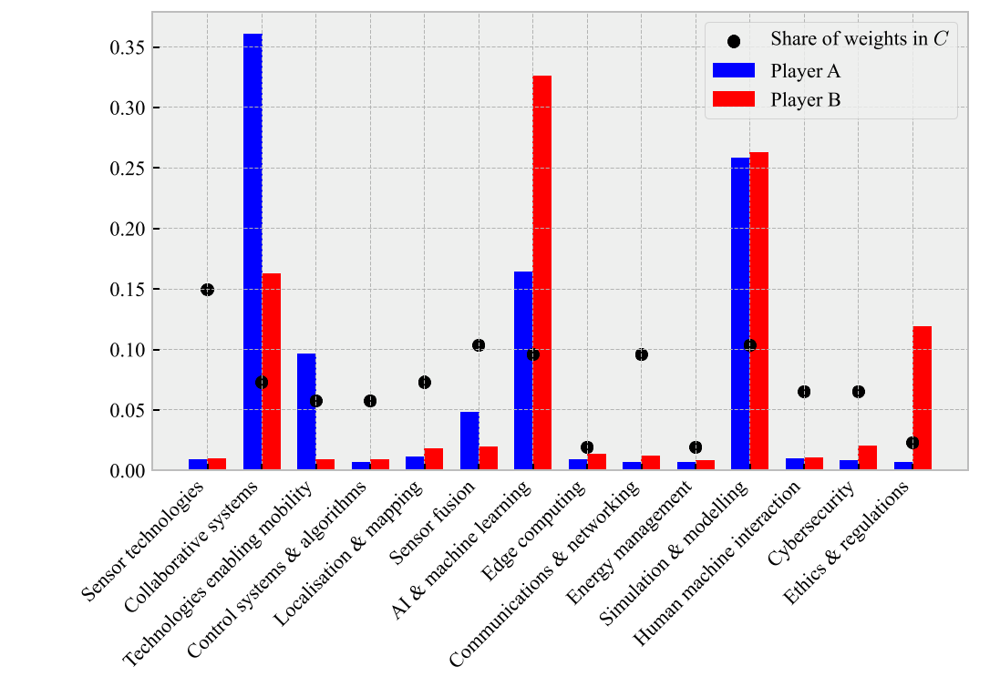 0.35
0.30
0.25
0.20
0.15
0.10
0.05
0.00
Share of weights in C
Player A
Player B
Sensor technologies
Collaborative systems
Technologies enabling mobility
Control systems & algorithms
Localisation & mapping
Sensor fusion
AI & machine learning
Edge computing
Communications & networking
Energy management
Simulation & modelling
Human machine interaction
Cybersecurity
Ethics & regulations